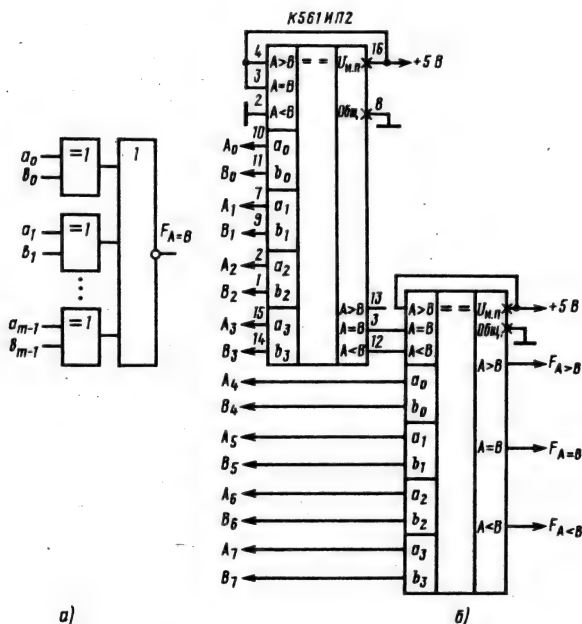 К561ИП2
4 A>B = = Uи.п 16 +5 В
3 A=B
2 A<B Общ. 8
A0 10 a0
B0 11 b0
A1 7 a1
B1 9 b1
A2 2 a2
B2 1 b2
A3 15 a3
B3 14 b3
A>B 13
A=B 3
A<B 12
a0 =1 1
в0
a1 =1 FA=B
в1
am-1 =1
вm-1
A>B = = Uи.п +5 В
A=B Общ.
A<B
A>B FA>B
A=B FA=B
A<B FA<B
A4 a0
B4 b0
A5 a1
B5 b1
A6 a2
B6 b2
A7 a3
B7 b3
а) б)